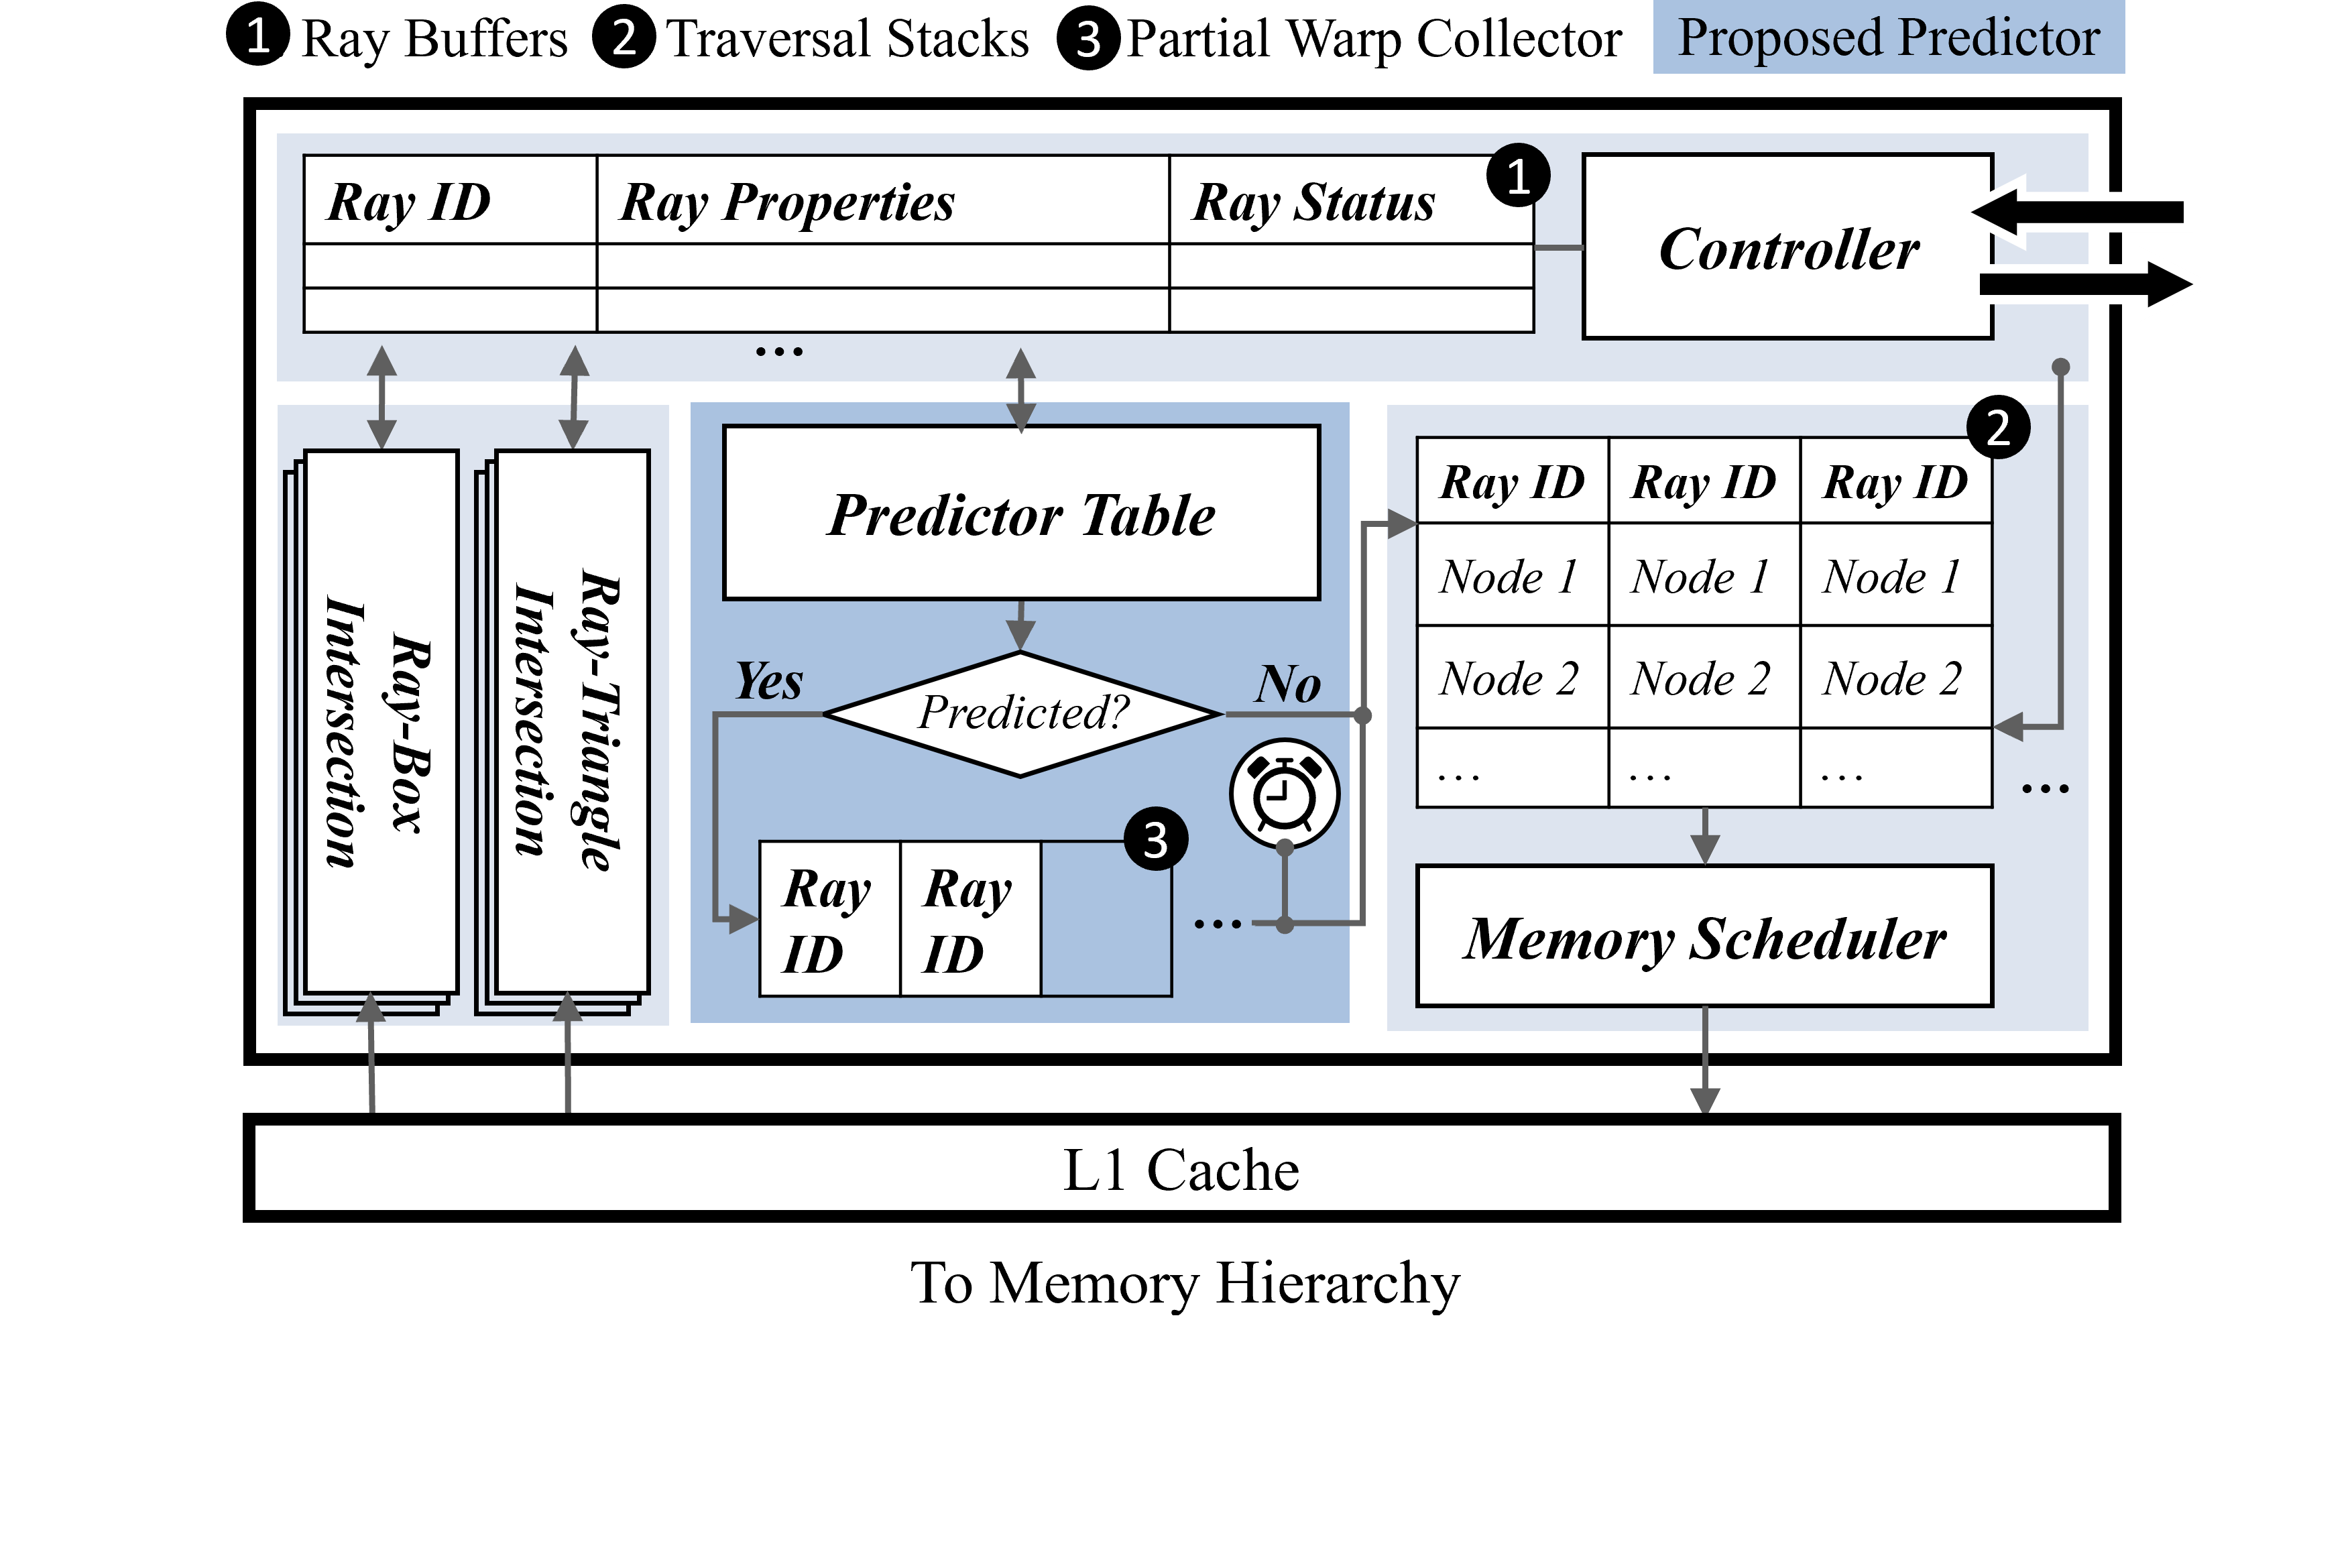 1 Ray Buffers 2 Traversal Stacks 3 Partial Warp Collector Proposed Predictor
Ray ID Ray Properties Ray Status 1
Controller
...
Ray-Box
Intersection
Ray-Triangle
Intersection
Predictor Table
Predicted?
Yes
No
3
Ray
ID
Ray
ID
...
2
Ray ID Ray ID Ray ID
Node 1 Node 1 Node 1
Node 2 Node 2 Node 2
... ... ... ...
Memory Scheduler
L1 Cache
To Memory Hierarchy